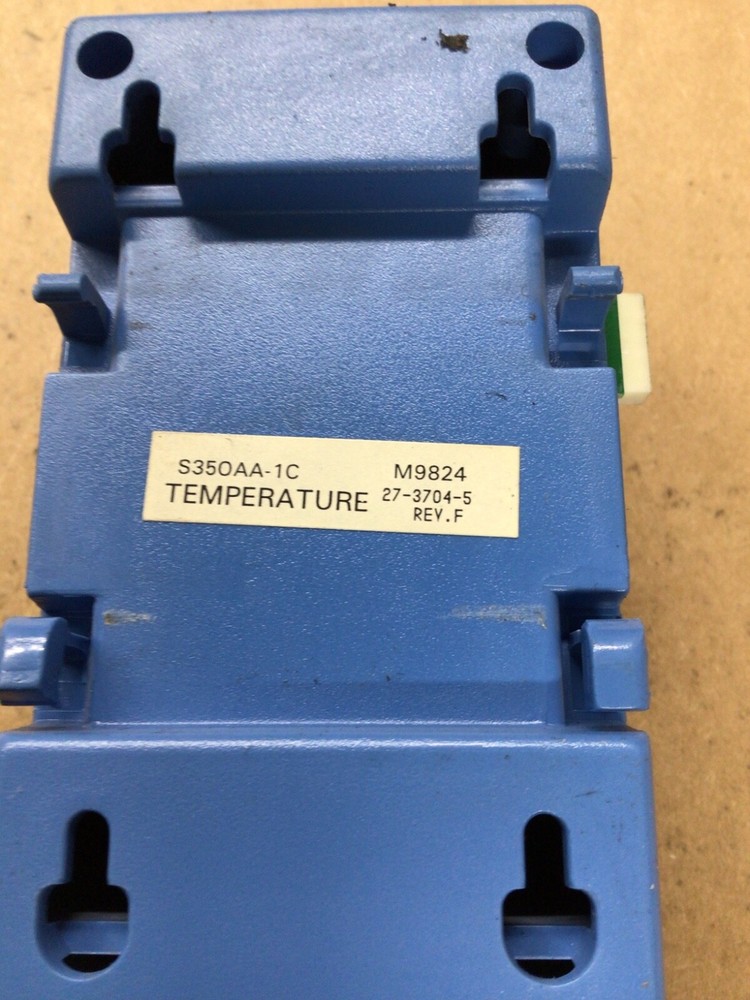 S350AA-1C M9824
TEMPERATURE 27-3704-5
REV.F